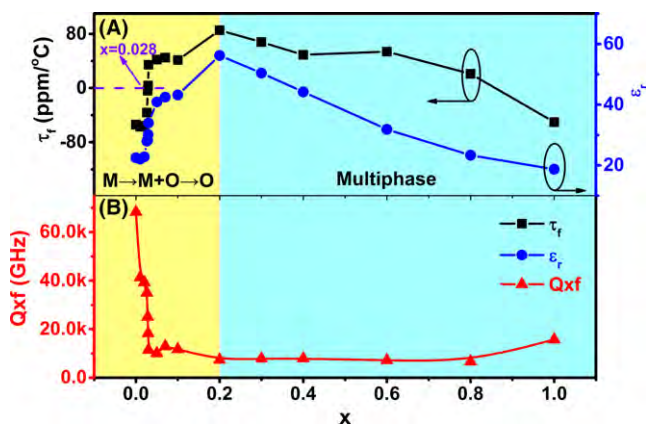 (A)
x=0.028
τf (ppm/°C)
80
0
-80
60
40
20
εr
M→M+O→O
Multiphase
(B)
Qxf (GHz)
60.0k
40.0k
20.0k
0.0
τf
εr
Qxf
0.0 0.2 0.4 0.6 0.8 1.0
x